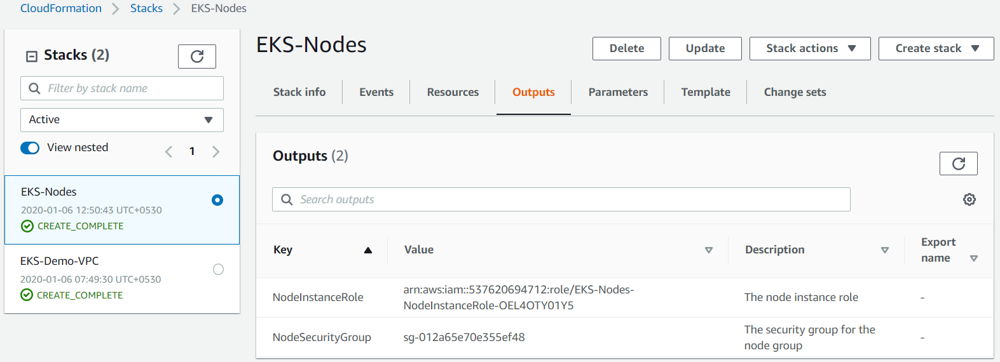 CloudFormation > Stacks > EKS-Nodes
Stacks (2)
Filter by stack name
Active
View nested
1
EKS-Nodes
2020-01-06 12:50:43 UTC+0530
CREATE_COMPLETE
EKS-Demo-VPC
2020-01-06 07:49:30 UTC+0530
CREATE_COMPLETE
EKS-Nodes
Delete Update Stack actions Create stack
Stack info Events Resources Outputs Parameters Template Change sets
Outputs (2)
Search outputs
Key Value Description Export name
NodeInstanceRole
arn:aws:iam::537620694712:role/EKS-Nodes-
NodeInstanceRole-OEL4OTY01Y5
The node instance role
-
NodeSecurityGroup
sg-012a65e70e355ef48
The security group for the
node group
-